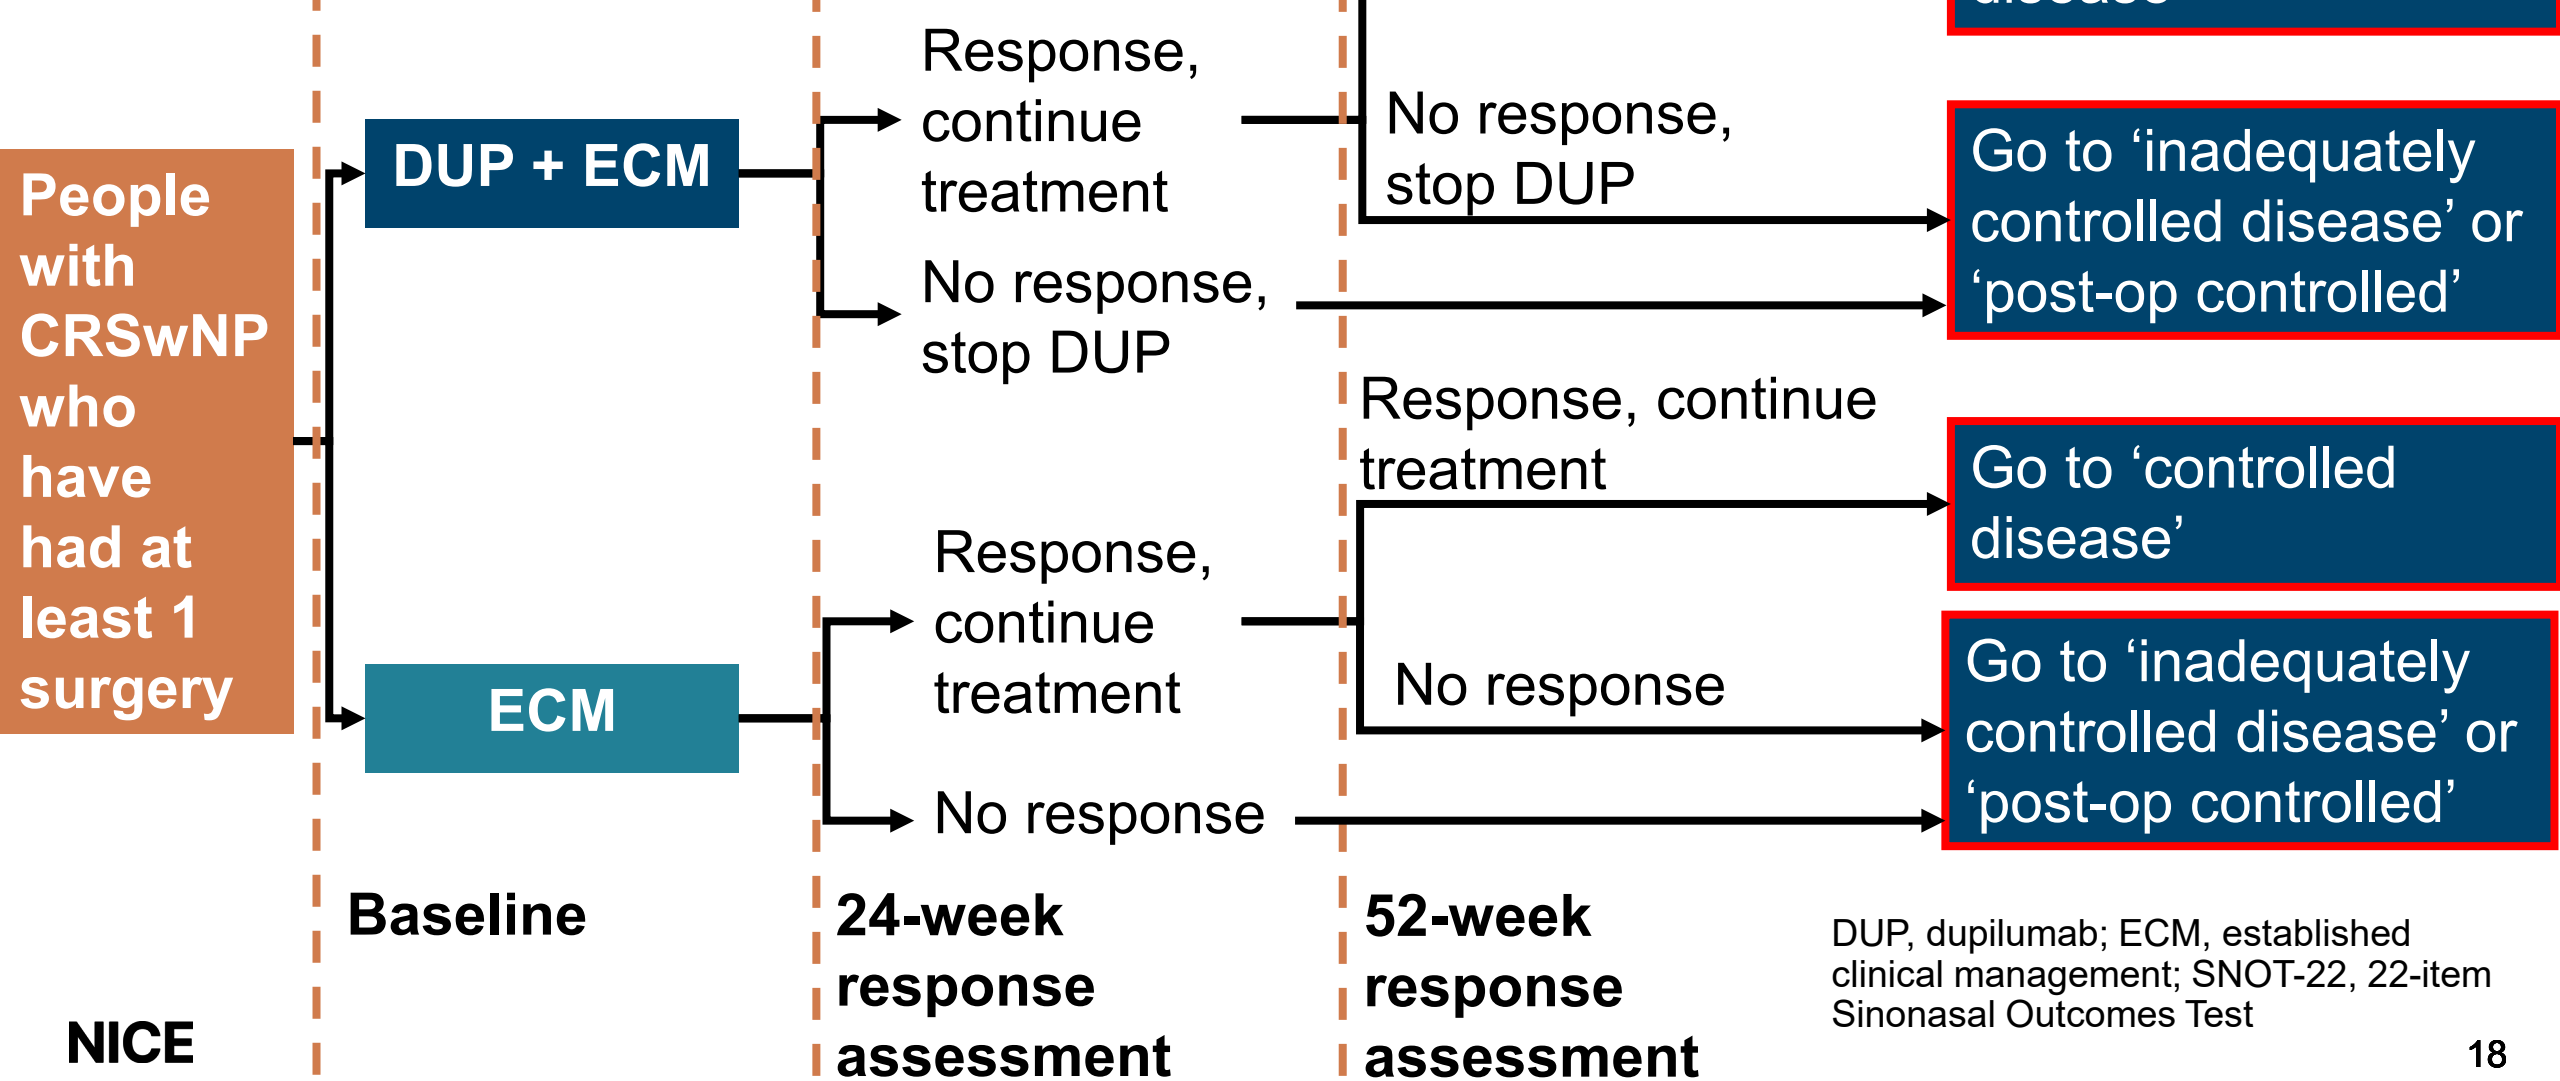 disease’
People
with
CRSwNP
who
have
had at
least 1
surgery
DUP + ECM
ECM
Response,
continue
treatment
No response,
stop DUP
Response,
continue
treatment
No response
No response,
stop DUP
Response, continue
treatment
No response
Go to ‘inadequately
controlled disease’ or
‘post-op controlled’
Go to ‘controlled
disease’
Go to ‘inadequately
controlled disease’ or
‘post-op controlled’
Baseline
24-week
response
assessment
52-week
response
assessment
DUP, dupilumab; ECM, established
clinical management; SNOT-22, 22-item
Sinonasal Outcomes Test
NICE
18